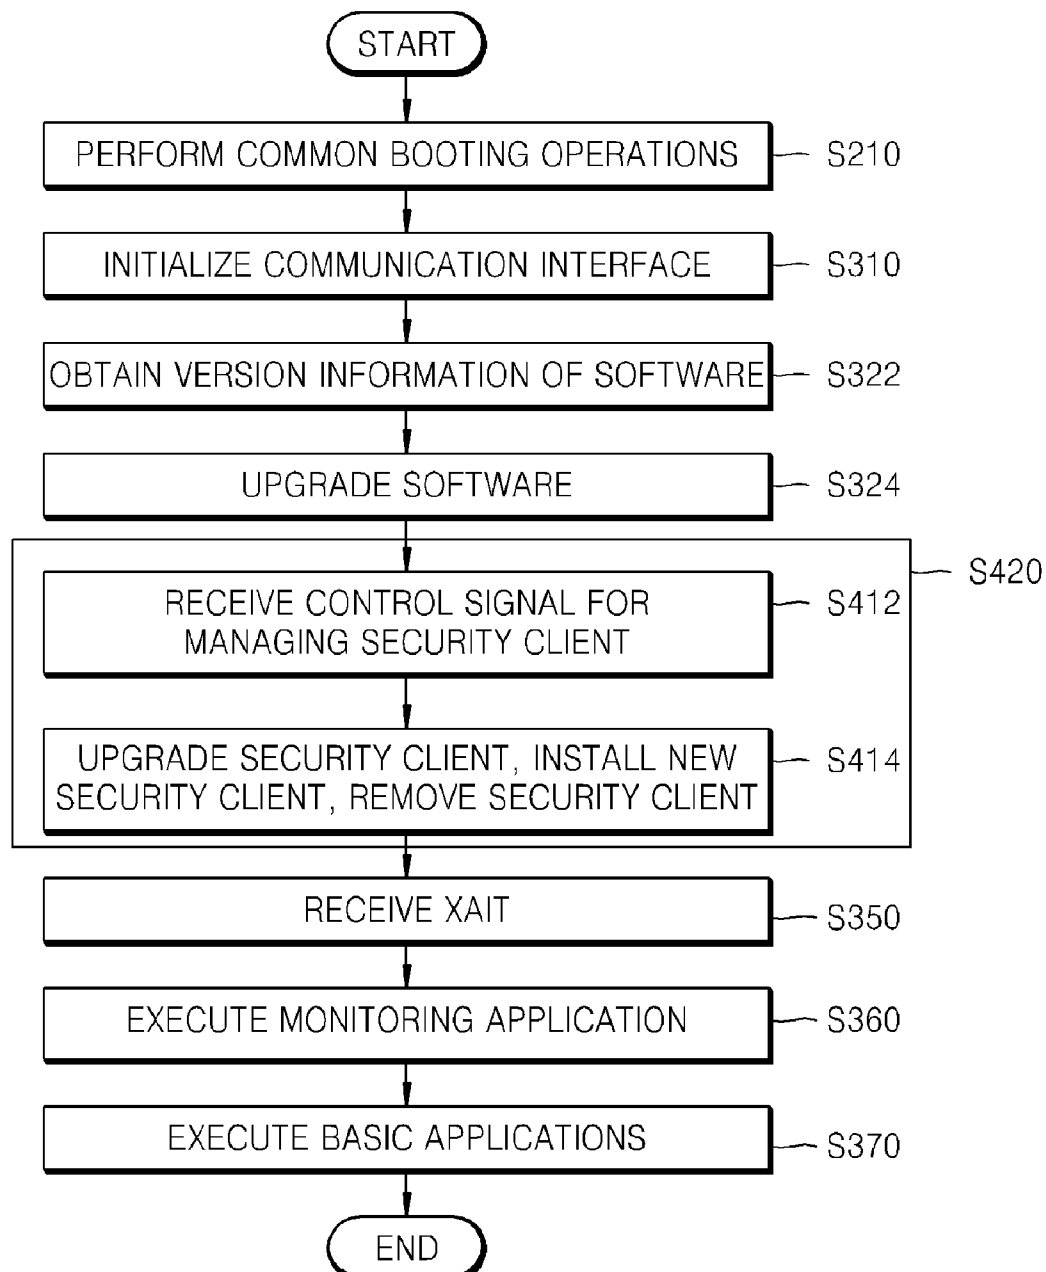 START
PERFORM COMMON BOOTING OPERATIONS
S210
INITIALIZE COMMUNICATION INTERFACE
S310
OBTAIN VERSION INFORMATION OF SOFTWARE
S322
UPGRADE SOFTWARE
S324
S420
RECEIVE CONTROL SIGNAL FOR
MANAGING SECURITY CLIENT
S412
UPGRADE SECURITY CLIENT, INSTALL NEW
SECURITY CLIENT, REMOVE SECURITY CLIENT
S414
RECEIVE XAIT
S350
EXECUTE MONITORING APPLICATION
S360
EXECUTE BASIC APPLICATIONS
S370
END